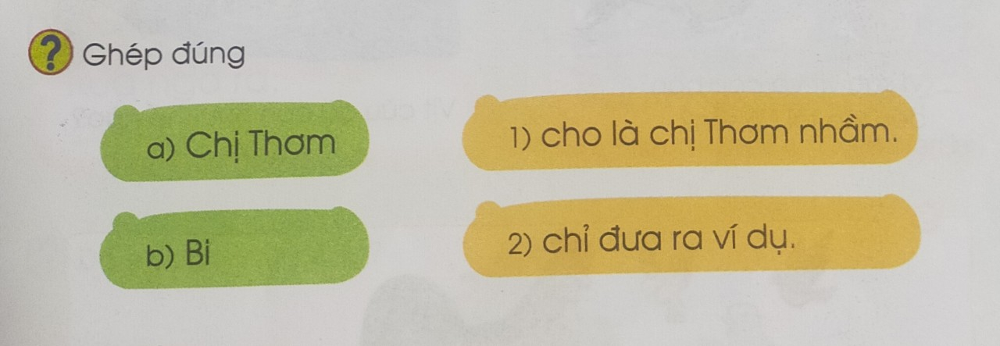 ? Ghép đúng
a) Chị Thơm
1) cho là chị Thơm nhầm.
b) Bi
2) chỉ đưa ra ví dụ.